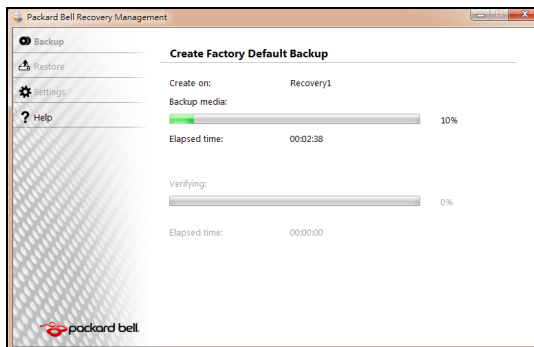 Packard Bell Recovery Management
Backup
Restore
Settings
Help
Create Factory Default Backup
Create on: Recovery1
Backup media:
10%
Elapsed time: 00:02:38
Verifying:
0%
Elapsed time: 00:00:00
packard bell.